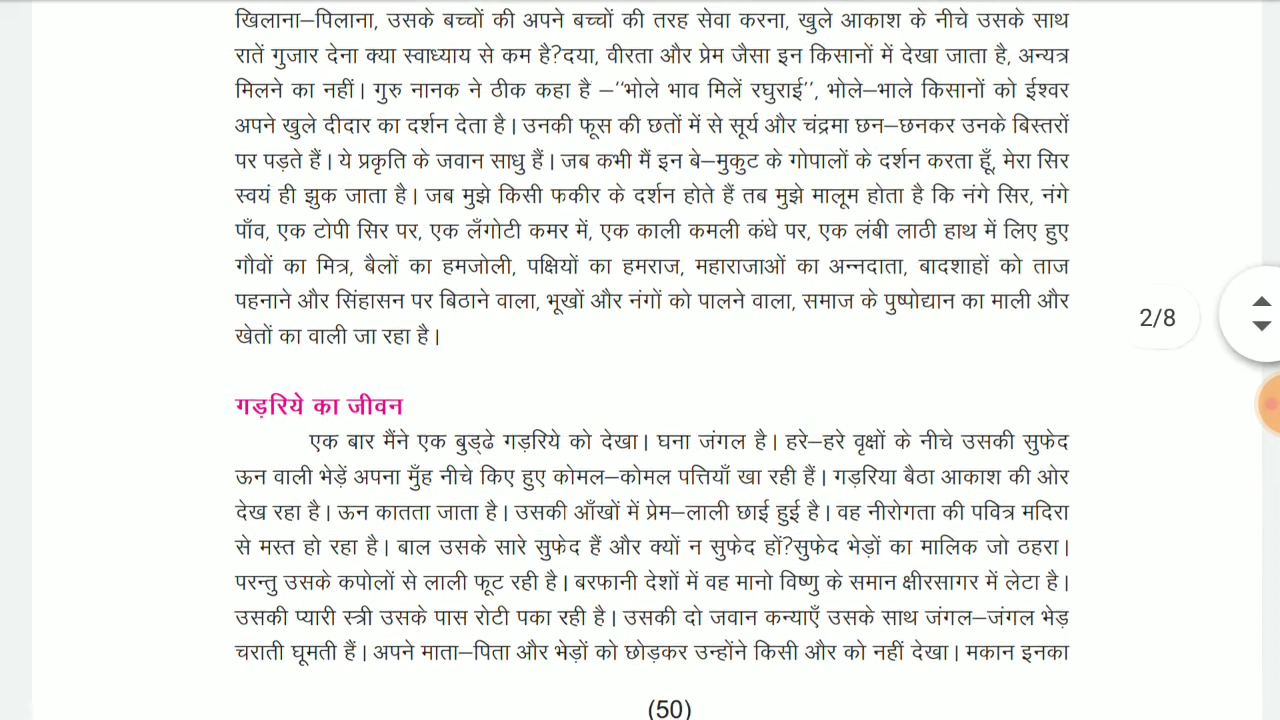 खिलाना–पिलाना, उसके बच्चों की अपने बच्चों की तरह सेवा करना, खुले आकाश के नीचे उसके साथ
रातें गुजार देना क्या स्वाध्याय से कम है?दया, वीरता और प्रेम जैसा इन किसानों में देखा जाता है, अन्यत्र
मिलने का नहीं। गुरु नानक ने ठीक कहा है –"भोले भाव मिलें रघुराई", भोले–भाले किसानों को ईश्वर
अपने खुले दीदार का दर्शन देता है। उनकी फूस की छतों में से सूर्य और चंद्रमा छन–छनकर उनके बिस्तरों
पर पड़ते हैं। ये प्रकृति के जवान साधु हैं। जब कभी मैं इन बे–मुकुट के गोपालों के दर्शन करता हूँ, मेरा सिर
स्वयं ही झुक जाता है। जब मुझे किसी फकीर के दर्शन होते हैं तब मुझे मालूम होता है कि नंगे सिर, नंगे
पाँव, एक टोपी सिर पर, एक लँगोटी कमर में, एक काली कमली कंधे पर, एक लंबी लाठी हाथ में लिए हुए
गौवों का मित्र, बैलों का हमजोली, पक्षियों का हमराज, महाराजाओं का अन्नदाता, बादशाहों को ताज
पहनाने और सिंहासन पर बिठाने वाला, भूखों और नंगों को पालने वाला, समाज के पुष्पोद्यान का माली और
खेतों का वाली जा रहा है।
2/8
गड़रिये का जीवन
एक बार मैंने एक बुड्ढे गड़रिये को देखा। घना जंगल है। हरे–हरे वृक्षों के नीचे उसकी सुफेद
ऊन वाली भेड़ें अपना मुँह नीचे किए हुए कोमल–कोमल पत्तियाँ खा रही हैं। गड़रिया बैठा आकाश की ओर
देख रहा है। ऊन कातता जाता है। उसकी आँखों में प्रेम–लाली छाई हुई है। वह नीरोगता की पवित्र मदिरा
से मस्त हो रहा है। बाल उसके सारे सुफेद हैं और क्यों न सुफेद हों?सुफेद भेड़ों का मालिक जो ठहरा।
परन्तु उसके कपोलों से लाली फूट रही है। बरफानी देशों में वह मानो विष्णु के समान क्षीरसागर में लेटा है।
उसकी प्यारी स्त्री उसके पास रोटी पका रही है। उसकी दो जवान कन्याएँ उसके साथ जंगल–जंगल भेड़
चराती घूमती हैं। अपने माता–पिता और भेड़ों को छोड़कर उन्होंने किसी और को नहीं देखा। मकान इनका
(50)